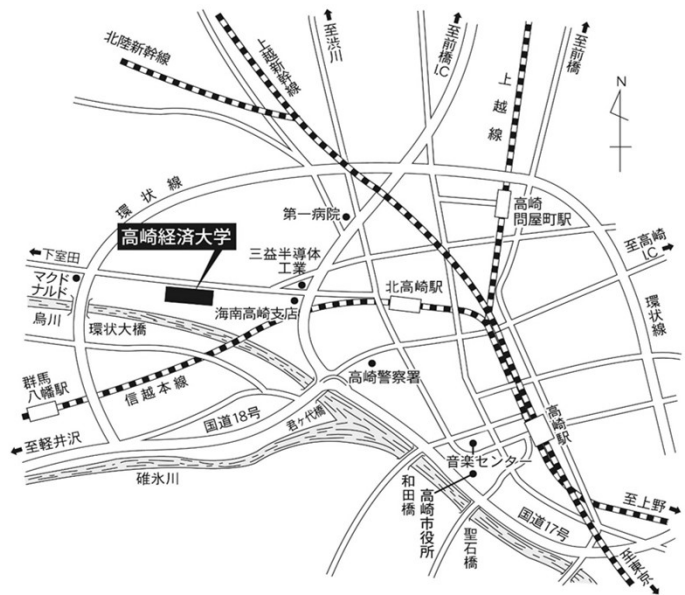 北陸新幹線
上越新幹線
至渋川
至前橋
I.C
上越線
至前橋
N
環状線
第一病院
高崎
問屋町駅
高崎経済大学
三益半導体
工業
至高崎
I.C
下室田
マクド
ナルド
北高崎駅
海南高崎支店
烏川
環状大橋
環状線
高崎警察署
群馬
八幡駅
信越本線
国道18号
君ヶ代橋
高崎駅
至軽井沢
音楽センター
碓氷川
和田橋
高崎市役所
聖石橋
国道17号
至上野
至東京